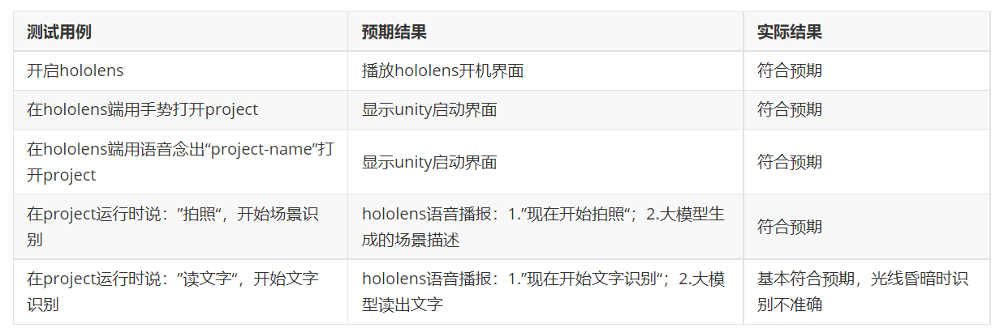 测试用例 预期结果 实际结果
开启hololens 播放hololens开机界面 符合预期
在hololens端用手势打开project 显示unity启动界面 符合预期
在hololens端用语音念出“project-name”打
开project
显示unity启动界面
符合预期
在project运行时说：”拍照“，开始场景识
别
hololens语音播报：1.”现在开始拍照“；2.大模型生
成的场景描述
符合预期
在project运行时说：”读文字“，开始文字
识别
hololens语音播报：1.”现在开始文字识别“；2.大模
型读出文字
基本符合预期，光线昏暗时识
别不准确